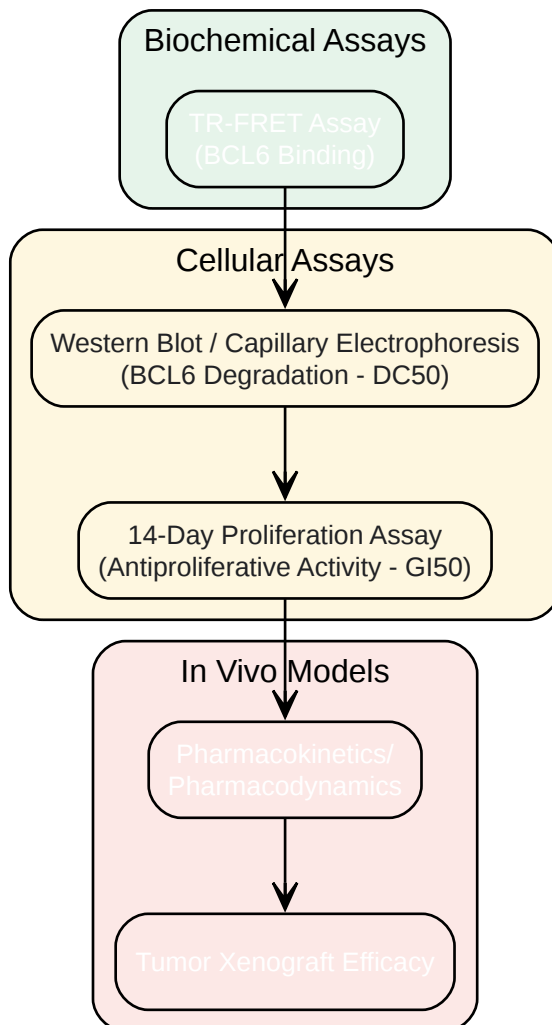 Biochemical Assays
TR-FRET Assay
(BCL6 Binding)
Cellular Assays
Western Blot / Capillary Electrophoresis
(BCL6 Degradation - DC50)
14-Day Proliferation Assay
(Antiproliferative Activity - GI50)
In Vivo Models
Pharmacokinetics/
Pharmacodynamics
Tumor Xenograft Efficacy